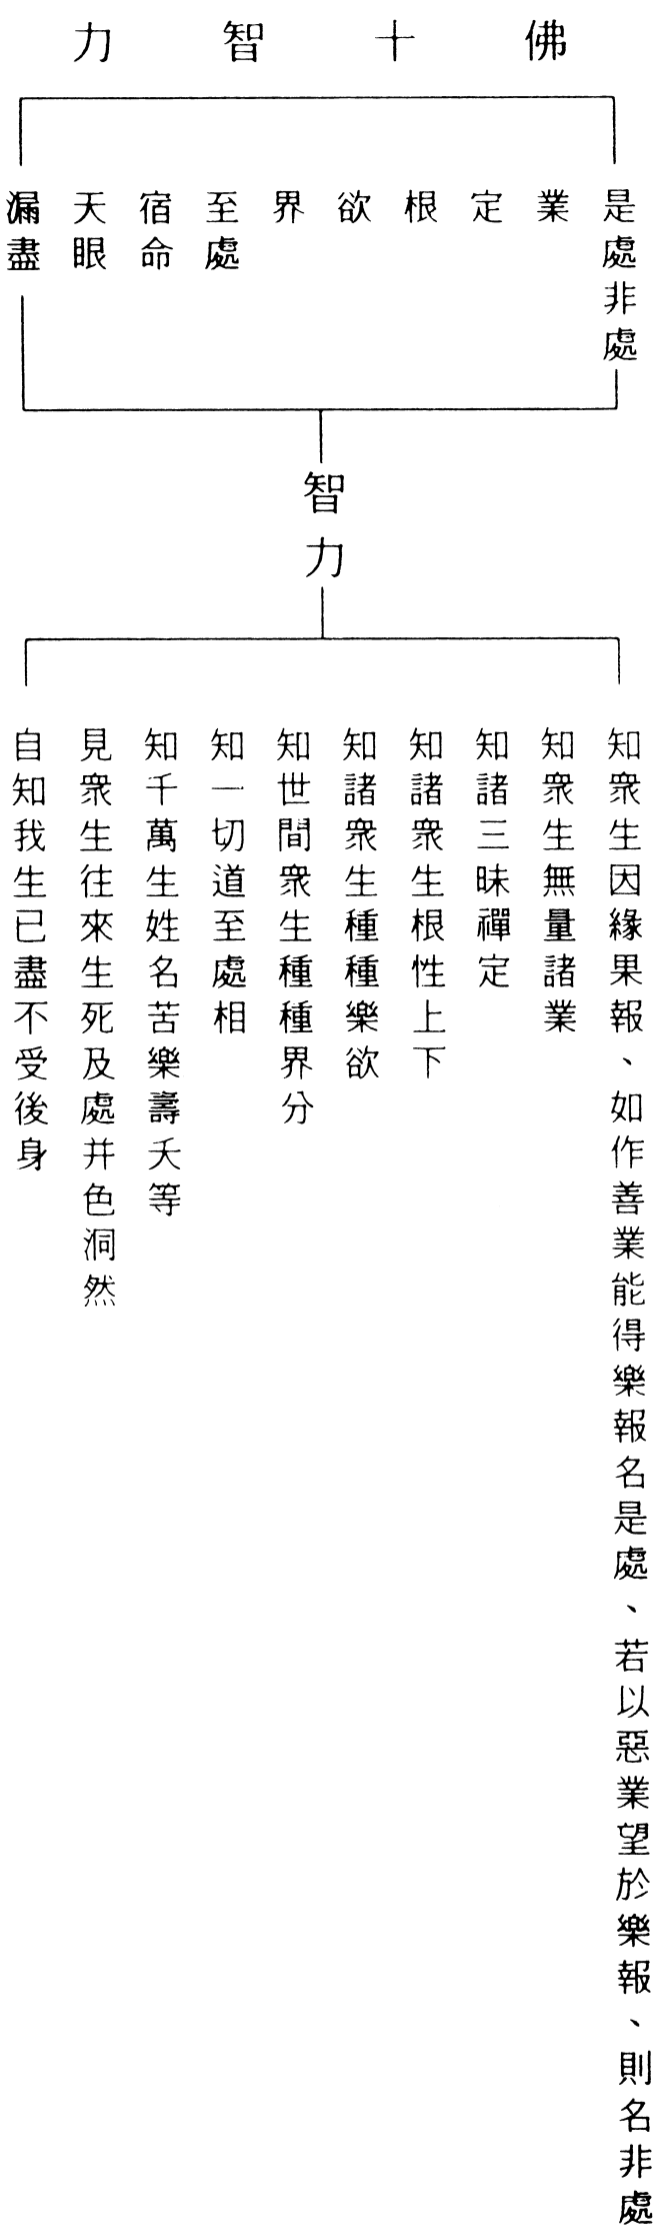 佛十智力
是處非處
業
定
根
欲
界
至處
宿命
天眼
漏盡
智力
知衆生因緣果報、如作善業能得樂報名是處、若以惡業望於樂報、則名非處
知衆生無量諸業
知諸三昧禪定
知諸衆生根性上下
知諸衆生種種樂欲
知世間衆生種種界分
知一切道至處相
知千萬生姓名苦樂壽夭等
見衆生往來生死及處并色洞然
自知我生已盡不受後身